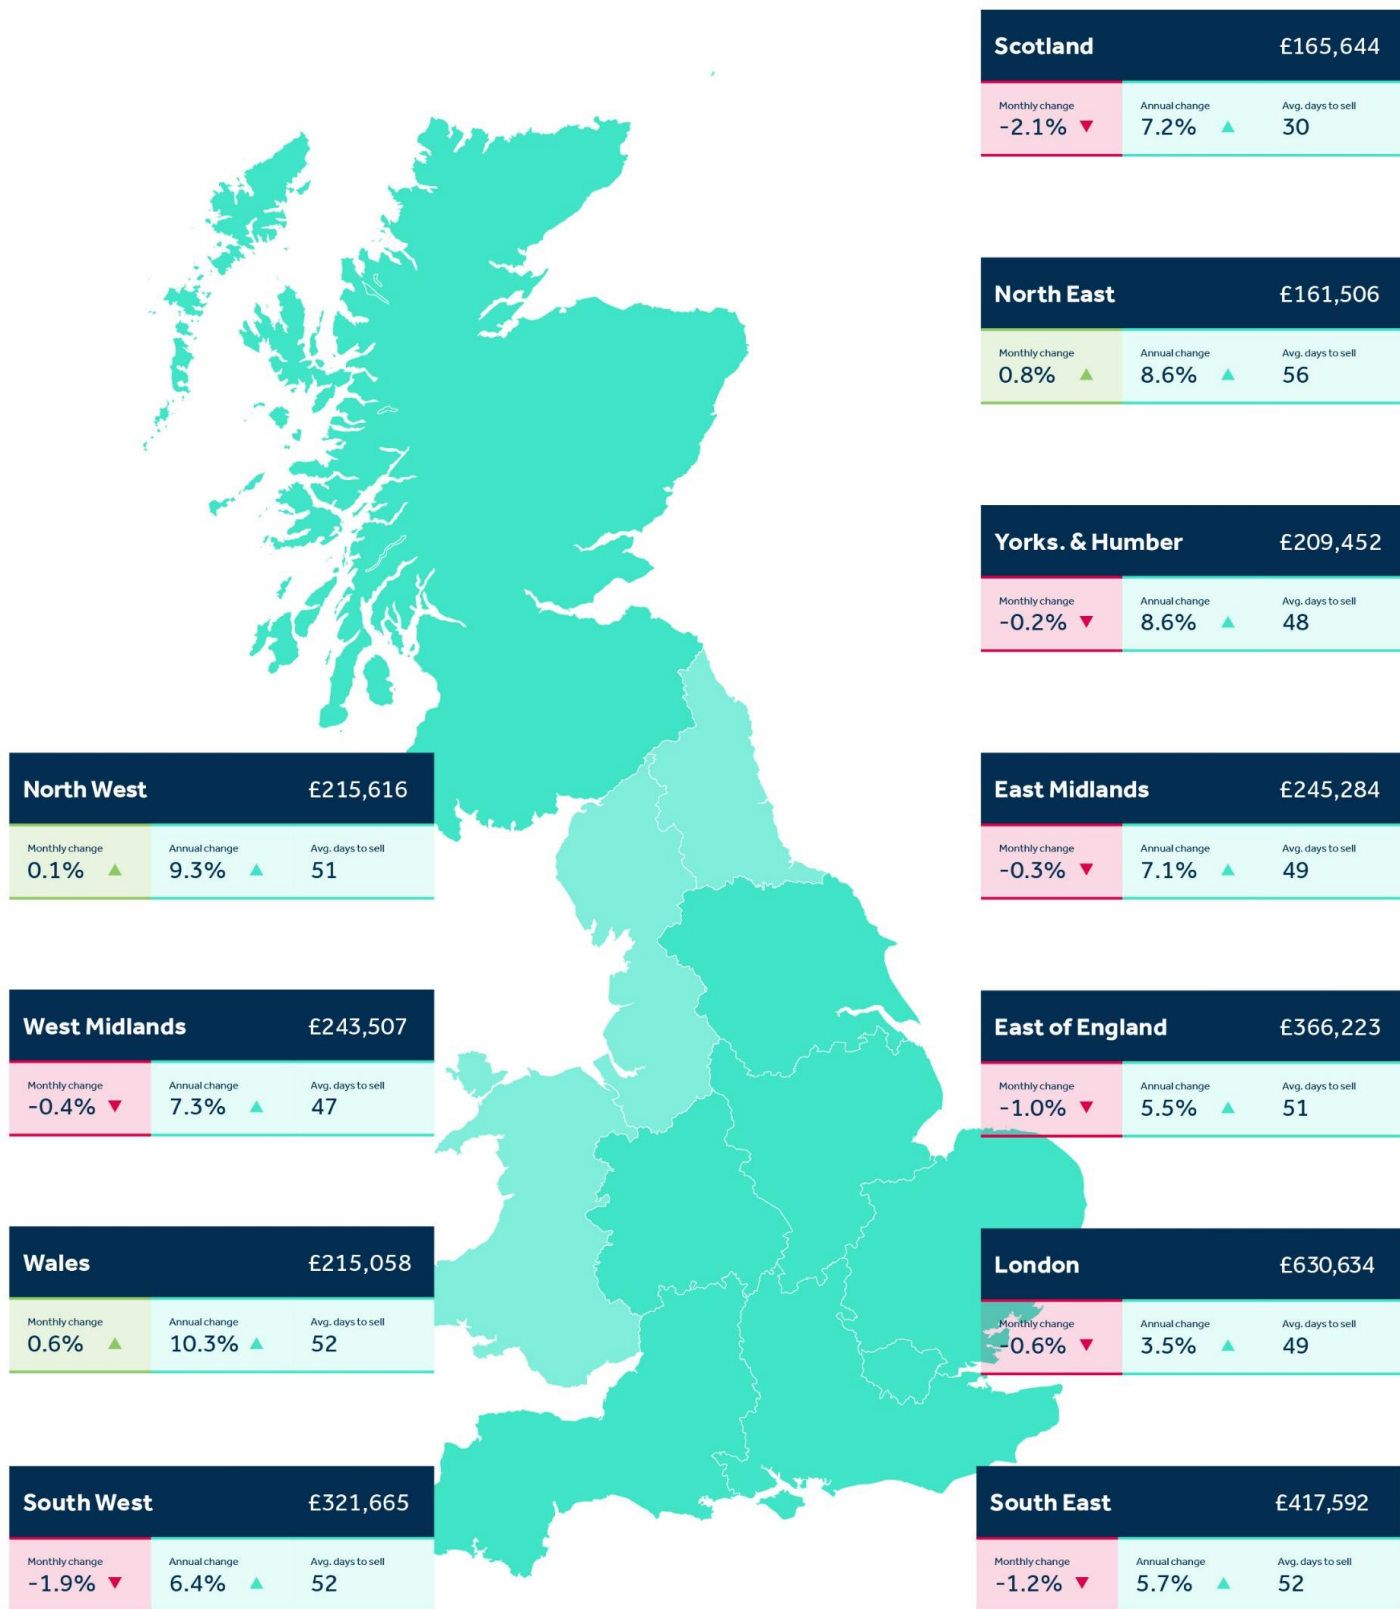 Scotland £165,644
Monthly change Annual change Avg. days to sell
-2.1% ▼ 7.2% ▲ 30
North East £161,506
Monthly change Annual change Avg. days to sell
0.8% ▲ 8.6% ▲ 56
Yorks. & Humber £209,452
Monthly change Annual change Avg. days to sell
-0.2% ▼ 8.6% ▲ 48
North West £215,616
Monthly change Annual change Avg. days to sell
0.1% ▲ 9.3% ▲ 51
East Midlands £245,284
Monthly change Annual change Avg. days to sell
-0.3% ▼ 7.1% ▲ 49
West Midlands £243,507
Monthly change Annual change Avg. days to sell
-0.4% ▼ 7.3% ▲ 47
East of England £366,223
Monthly change Annual change Avg. days to sell
-1.0% ▼ 5.5% ▲ 51
Wales £215,058
Monthly change Annual change Avg. days to sell
0.6% ▲ 10.3% ▲ 52
London £630,634
Monthly change Annual change Avg. days to sell
-0.6% ▼ 3.5% ▲ 49
South West £321,665
Monthly change Annual change Avg. days to sell
-1.9% ▼ 6.4% ▲ 52
South East £417,592
Monthly change Annual change Avg. days to sell
-1.2% ▼ 5.7% ▲ 52